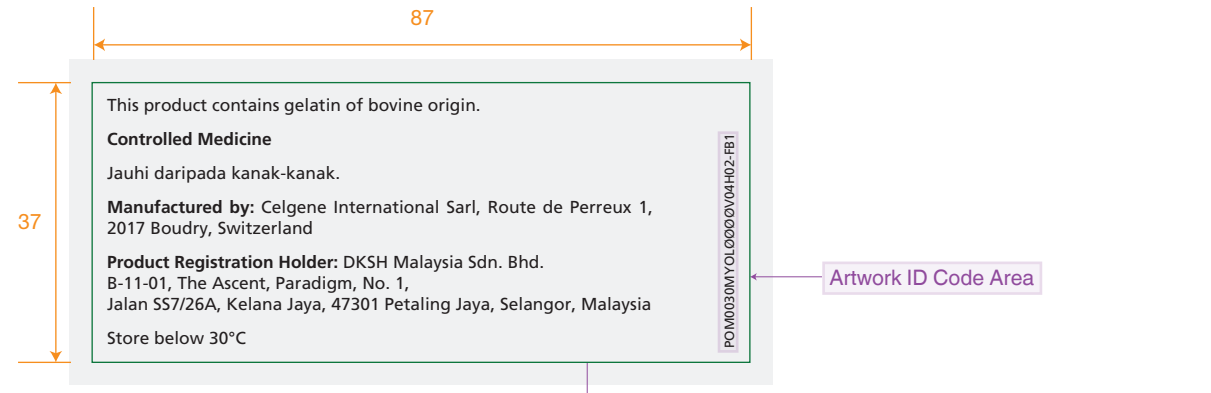 87
This product contains gelatin of bovine origin.
Controlled Medicine
Jauhi daripada kanak-kanak.
37
Manufactured by: Celgene International Sarl, Route de Perreux 1,
2017 Boudry, Switzerland
Product Registration Holder: DKSH Malaysia Sdn. Bhd.
B-11-01, The Ascent, Paradigm, No. 1,
Jalan SS7/26A, Kelana Jaya, 47301 Petaling Jaya, Selangor, Malaysia
Store below 30°C
POM0030MYOLØØØØV04H02-FB1
Artwork ID Code Area